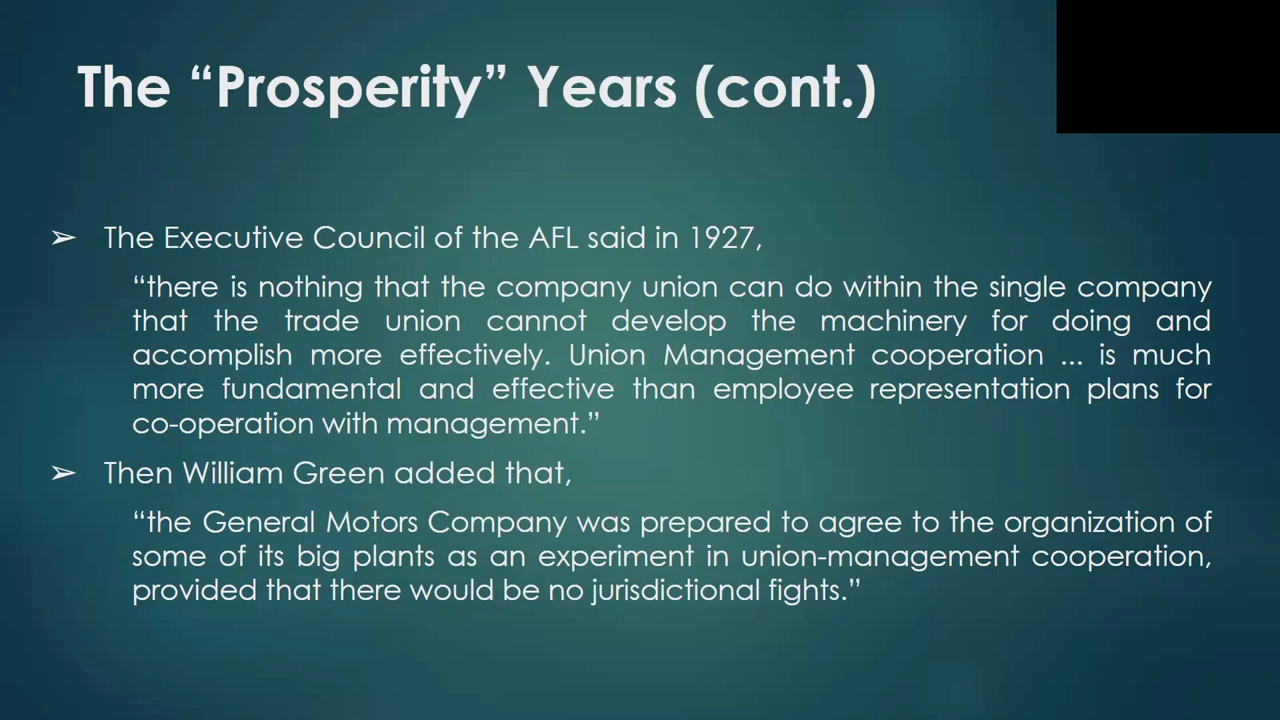 The “Prosperity” Years (cont.)
➢ The Executive Council of the AFL said in 1927,
“there is nothing that the company union can do within the single company
that the trade union cannot develop the machinery for doing and
accomplish more effectively. Union Management cooperation ... is much
more fundamental and effective than employee representation plans for
co-operation with management.”
➢ Then William Green added that,
“the General Motors Company was prepared to agree to the organization of
some of its big plants as an experiment in union-management cooperation,
provided that there would be no jurisdictional fights.”